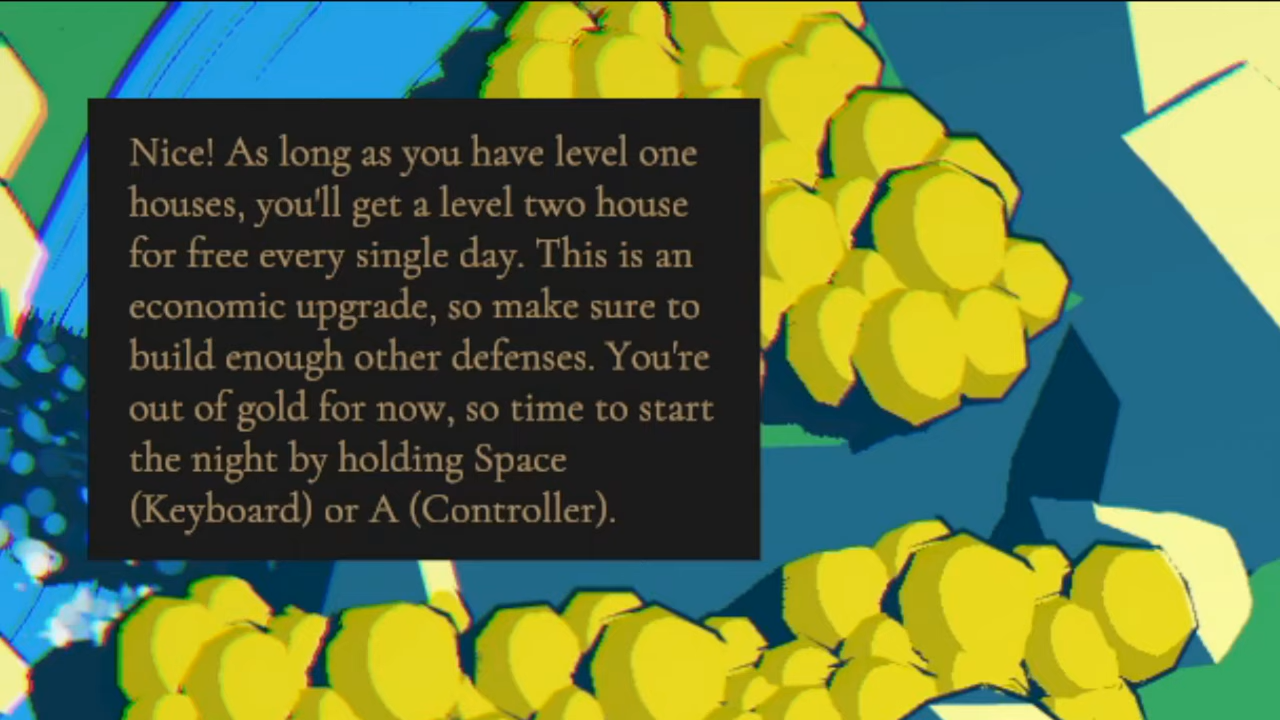 Nice! As long as you have level one
houses, you'll get a level two house
for free every single day. This is an
economic upgrade, so make sure to
build enough other defenses. You're
out of gold for now, so time to start
the night by holding Space
(Keyboard) or A (Controller).